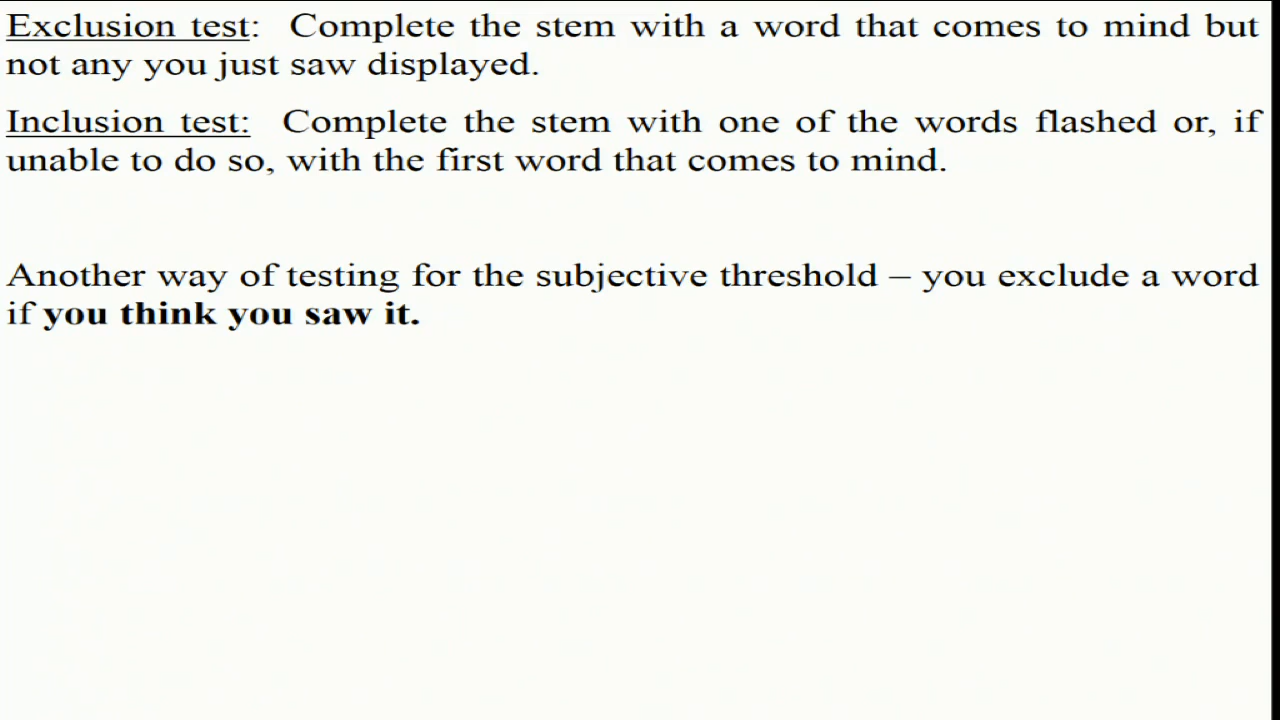 Exclusion test: Complete the stem with a word that comes to mind but
not any you just saw displayed.
Inclusion test: Complete the stem with one of the words flashed or, if
unable to do so, with the first word that comes to mind.
Another way of testing for the subjective threshold – you exclude a word
if you think you saw it.